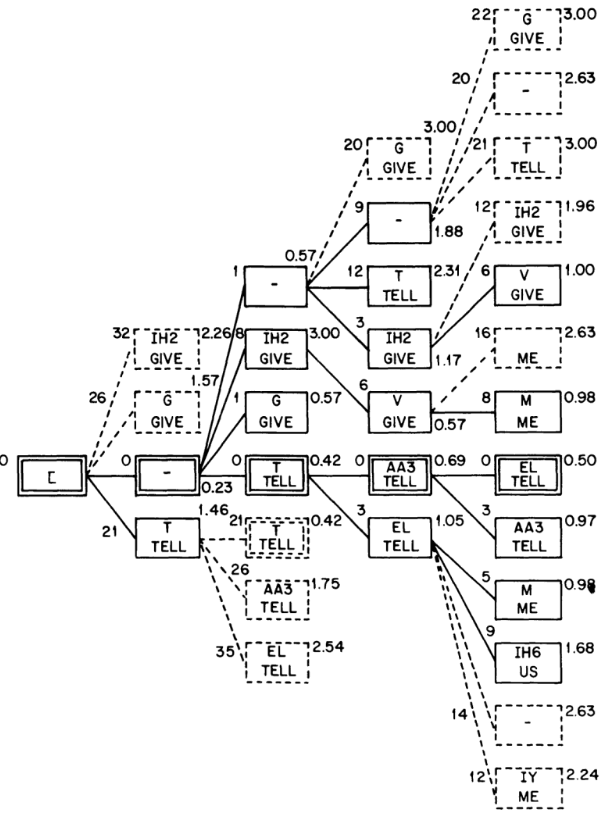 22 G 3.00
GIVE
20 - 2.63
3.00
20 G GIVE
21 T 3.00
TELL
9 - 1.88
12 IH2 1.96
GIVE
0.57
1 -
12 T 2.31
TELL
6 V 1.00
GIVE
32 IH2 2.26
GIVE
8 IH2 3.00
GIVE
3 IH2 1.17
GIVE
16 2.63
ME
26 G 1.57
GIVE
1 G 0.57
GIVE
6 V 0.57
GIVE
8 M 0.98
ME
0 [
0 - 0.23
0 T 0.42
TELL
0 AA3 0.69
TELL
0 EL 0.50
TELL
21 T 1.46
TELL
21 T 0.42
TELL
3 EL 1.05
TELL
3 AA3 0.97
TELL
26 AA3 1.75
TELL
5 M 0.98
ME
35 EL 2.54
TELL
9 IH6 1.68
US
14 - 2.63
12 IY 2.24
ME